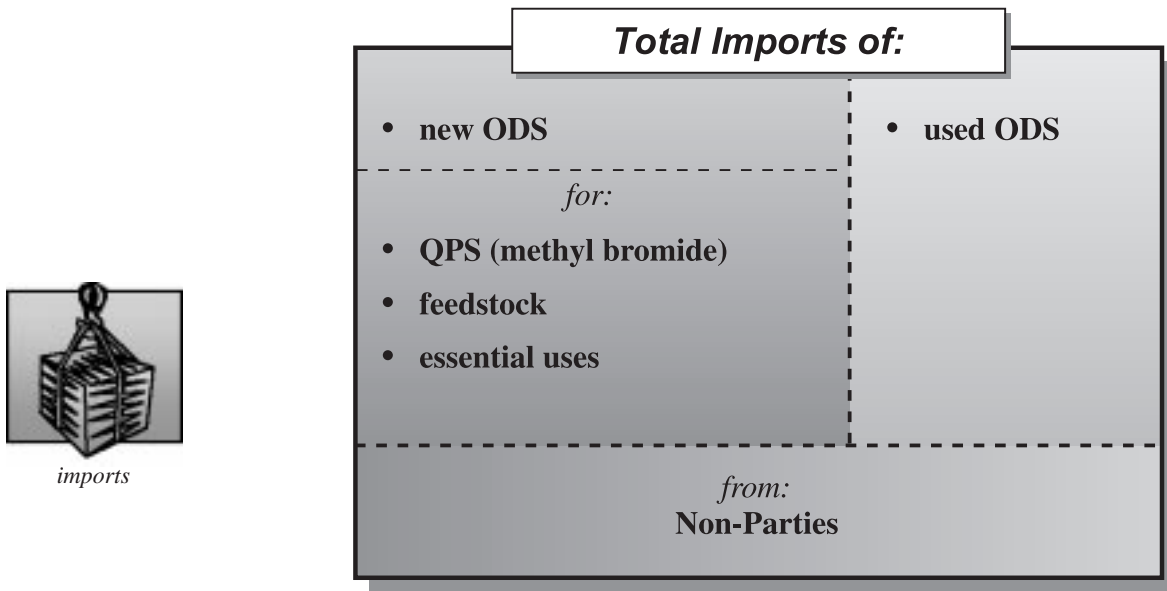 Total Imports of:
• new ODS
• used ODS
for:
• QPS (methyl bromide)
• feedstock
• essential uses
imports
from:
Non-Parties